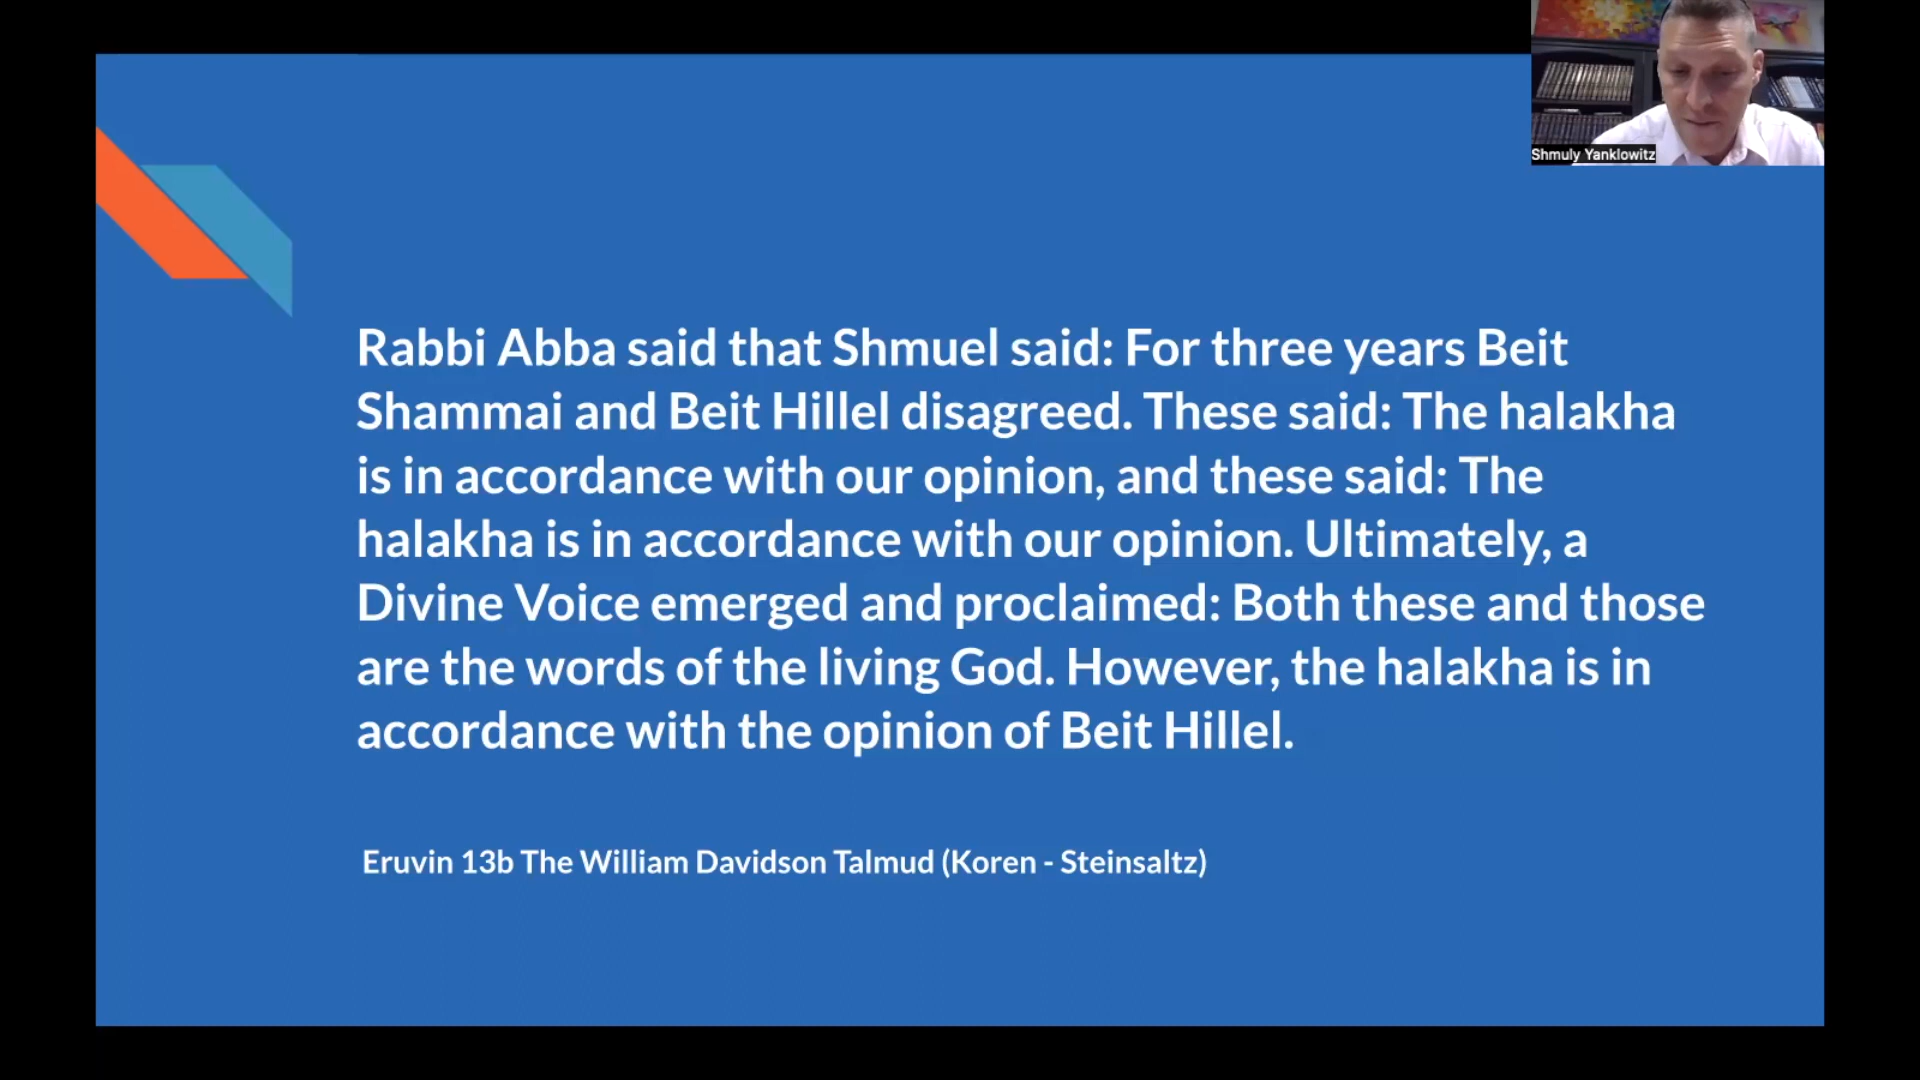 Shmuly Yanklowitz
Rabbi Abba said that Shmuel said: For three years Beit
Shammai and Beit Hillel disagreed. These said: The halakha
is in accordance with our opinion, and these said: The
halakha is in accordance with our opinion. Ultimately, a
Divine Voice emerged and proclaimed: Both these and those
are the words of the living God. However, the halakha is in
accordance with the opinion of Beit Hillel.
Eruvin 13b The William Davidson Talmud (Koren - Steinsaltz)